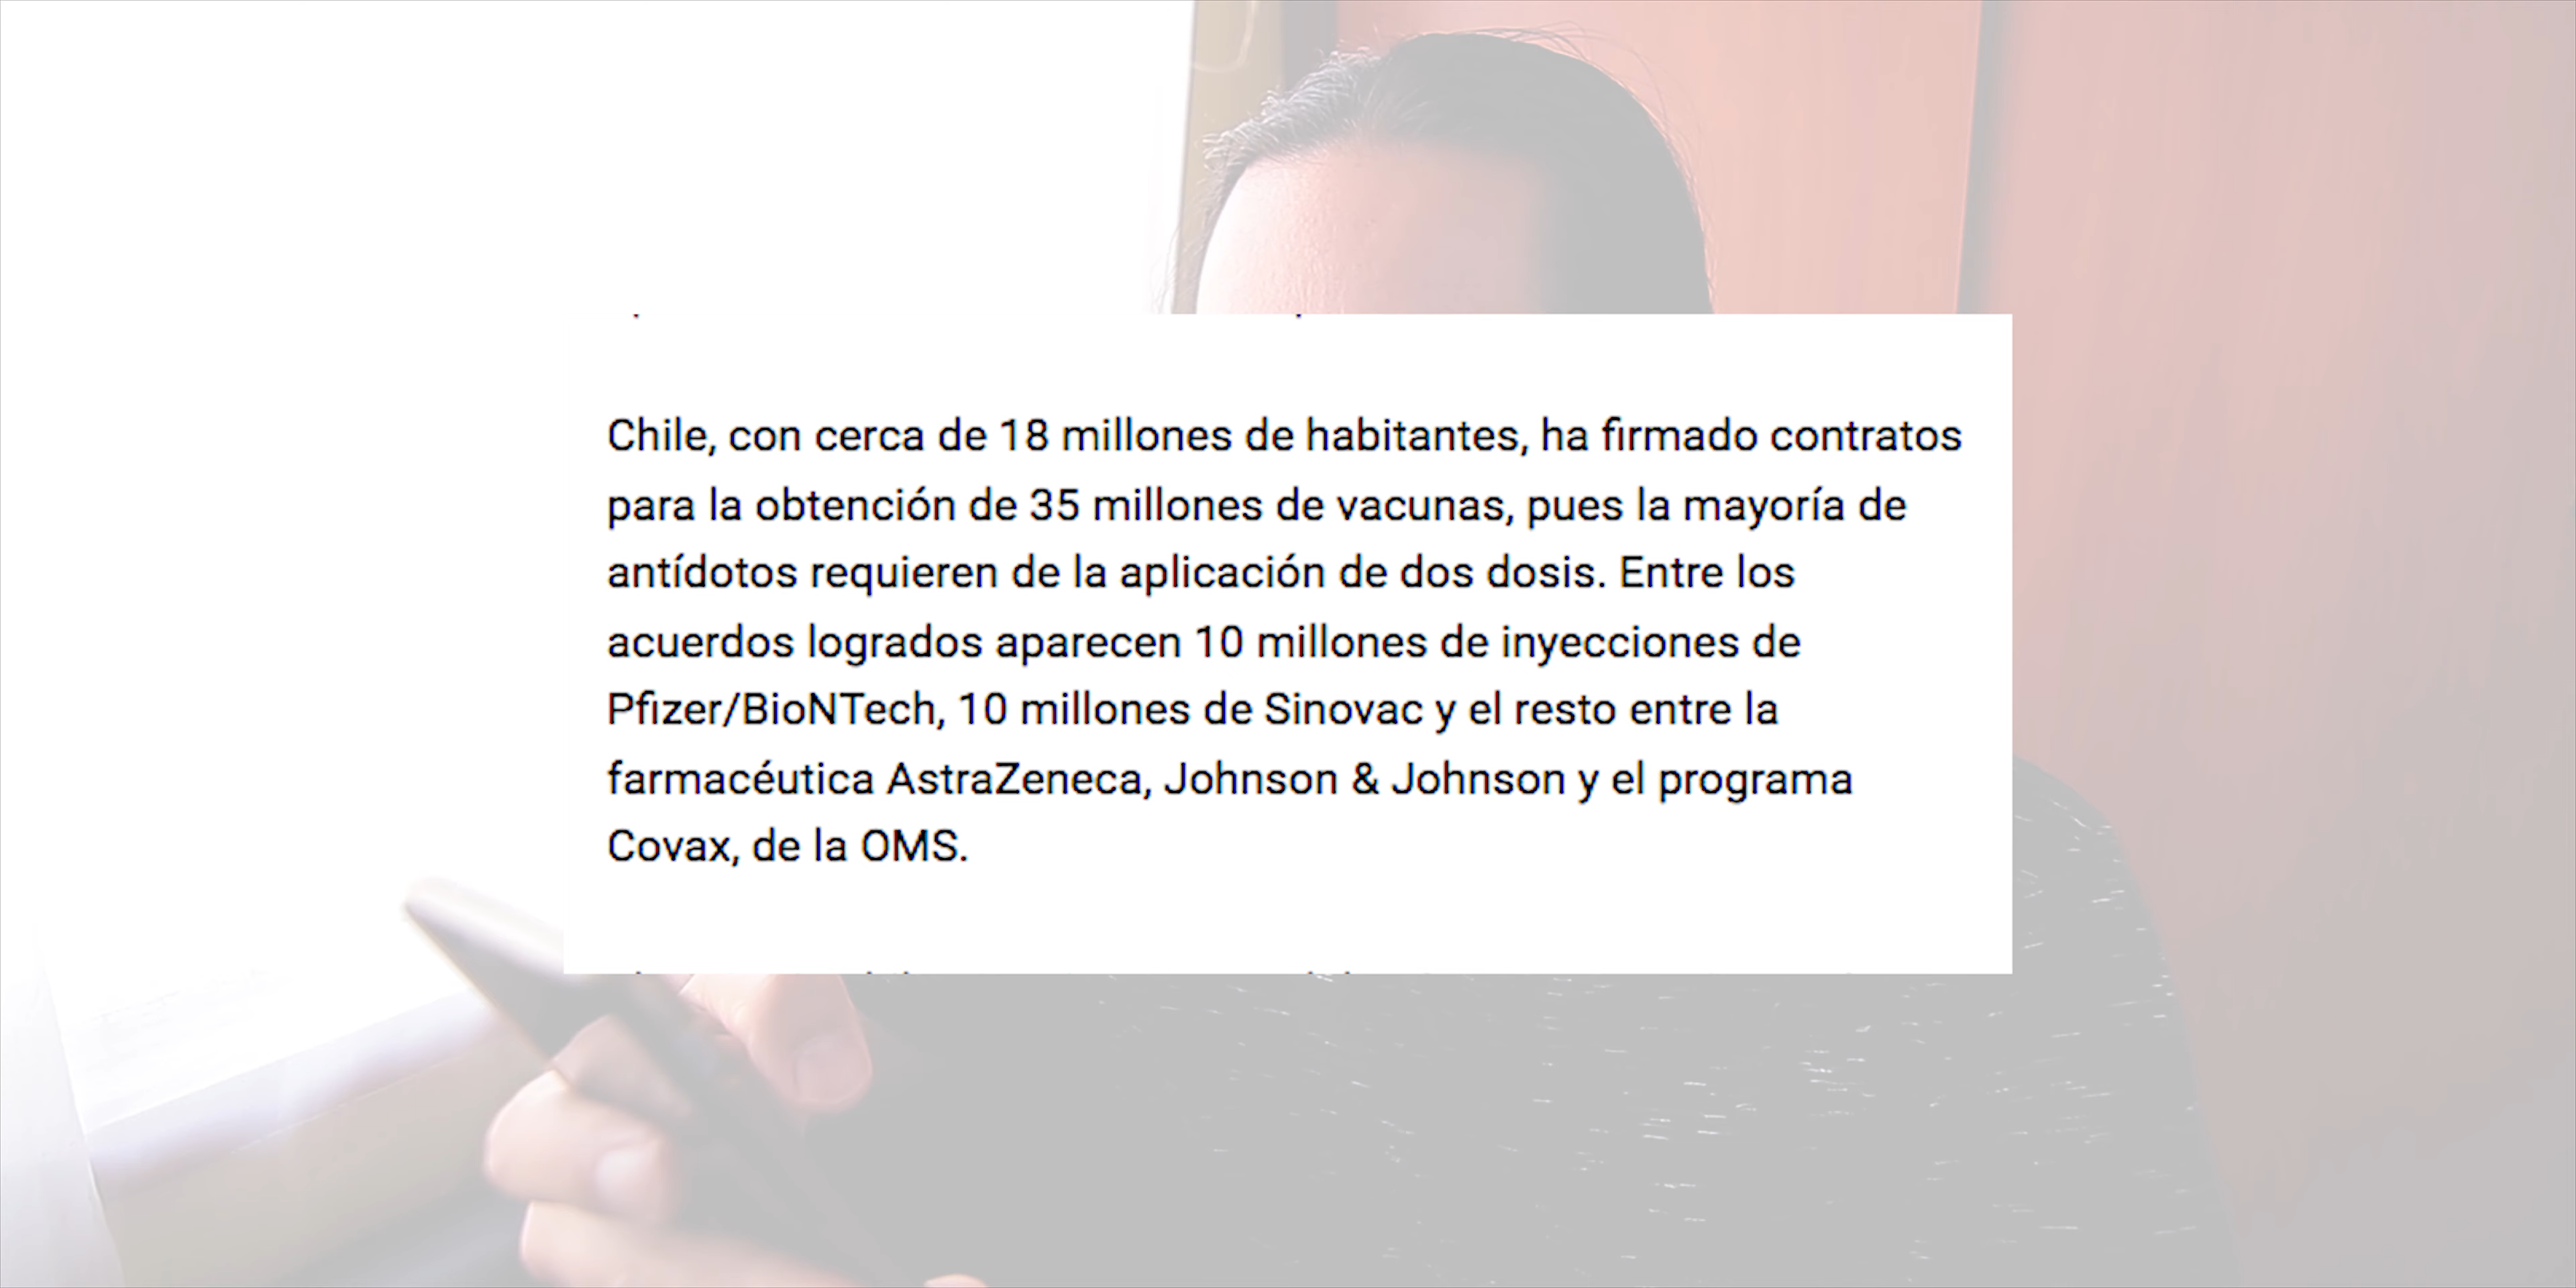 Chile, con cerca de 18 millones de habitantes, ha firmado contratos
para la obtención de 35 millones de vacunas, pues la mayoría de
antídotos requieren de la aplicación de dos dosis. Entre los
acuerdos logrados aparecen 10 millones de inyecciones de
Pfizer/BioNTech, 10 millones de Sinovac y el resto entre la
farmacéutica AstraZeneca, Johnson & Johnson y el programa
Covax, de la OMS.